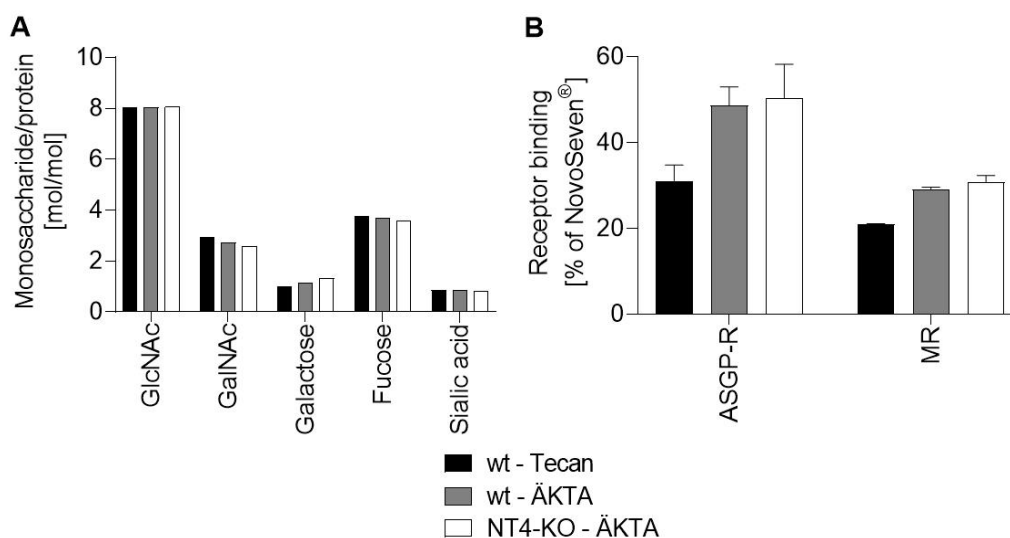 A
Monosaccharide/protein
[mol/mol]
10
8
6
4
2
0
GlcNAc
GalNAc
Galactose
Fucose
Sialic acid
B
Receptor binding
[% of NovoSeven®]
60
40
20
0
ASGP-R
MR
wt - Tecan
wt - ÄKTA
NT4-KO - ÄKTA